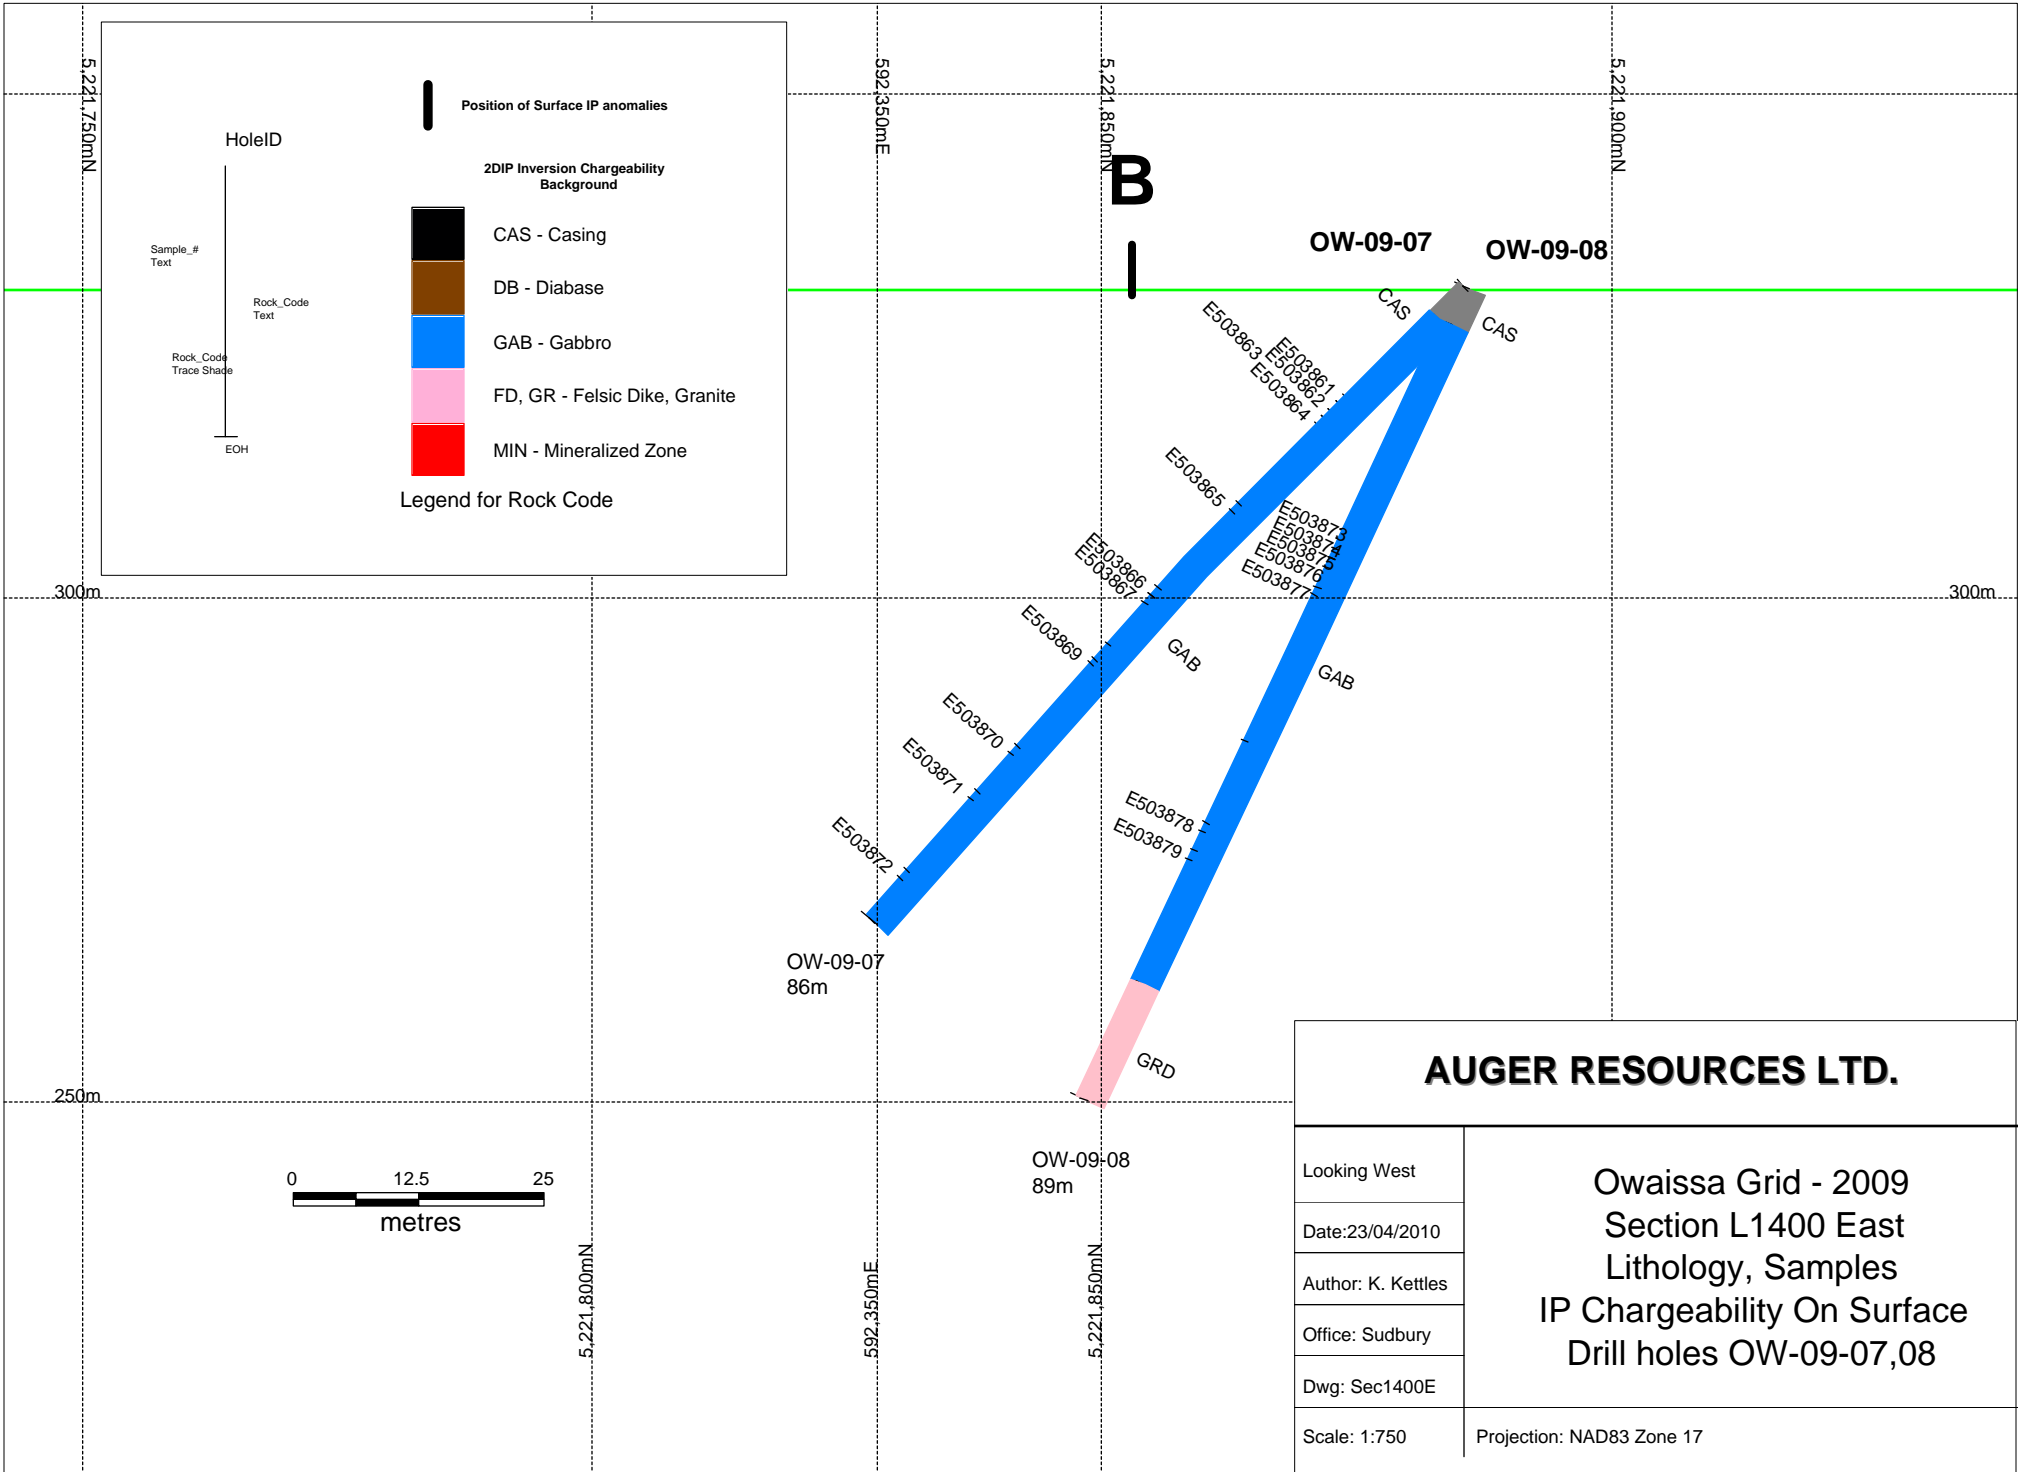 5,221,750mN
592,350mE
5,221,850mN
5,221,900mN
Position of Surface IP anomalies
HoleID
2DIP Inversion Chargeability
Background
Sample_#
Text
Rock_Code
Text
Rock_Code
Trace Shade
EOH
CAS - Casing
DB - Diabase
GAB - Gabbro
FD, GR - Felsic Dike, Granite
MIN - Mineralized Zone
Legend for Rock Code
B
OW-09-07
OW-09-08
CAS
CAS
E503863
E503861
E503862
E503864
E503865
E503873
E503874
E503875
E503876
E503877
E503866
E503867
300m
300m
E503869
GAB
GAB
E503870
E503871
E503878
E503879
E503872
OW-09-07
86m
GRD
250m
OW-09-08
89m
0 12.5 25
metres
5,221,800mN
592,350mE
5,221,850mN
AUGER RESOURCES LTD.
Looking West
Date:23/04/2010
Author: K. Kettles
Office: Sudbury
Dwg: Sec1400E
Scale: 1:750
Owaissa Grid - 2009
Section L1400 East
Lithology, Samples
IP Chargeability On Surface
Drill holes OW-09-07,08
Projection: NAD83 Zone 17